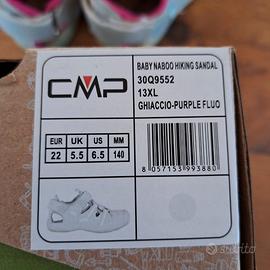 CMP
BABY NABOO HIKING SANDAL
30Q9552
13XL
GHIACCIO-PURPLE FLUO
EUR UK US MM
22 5.5 6.5 140
8 057153 993880
subito